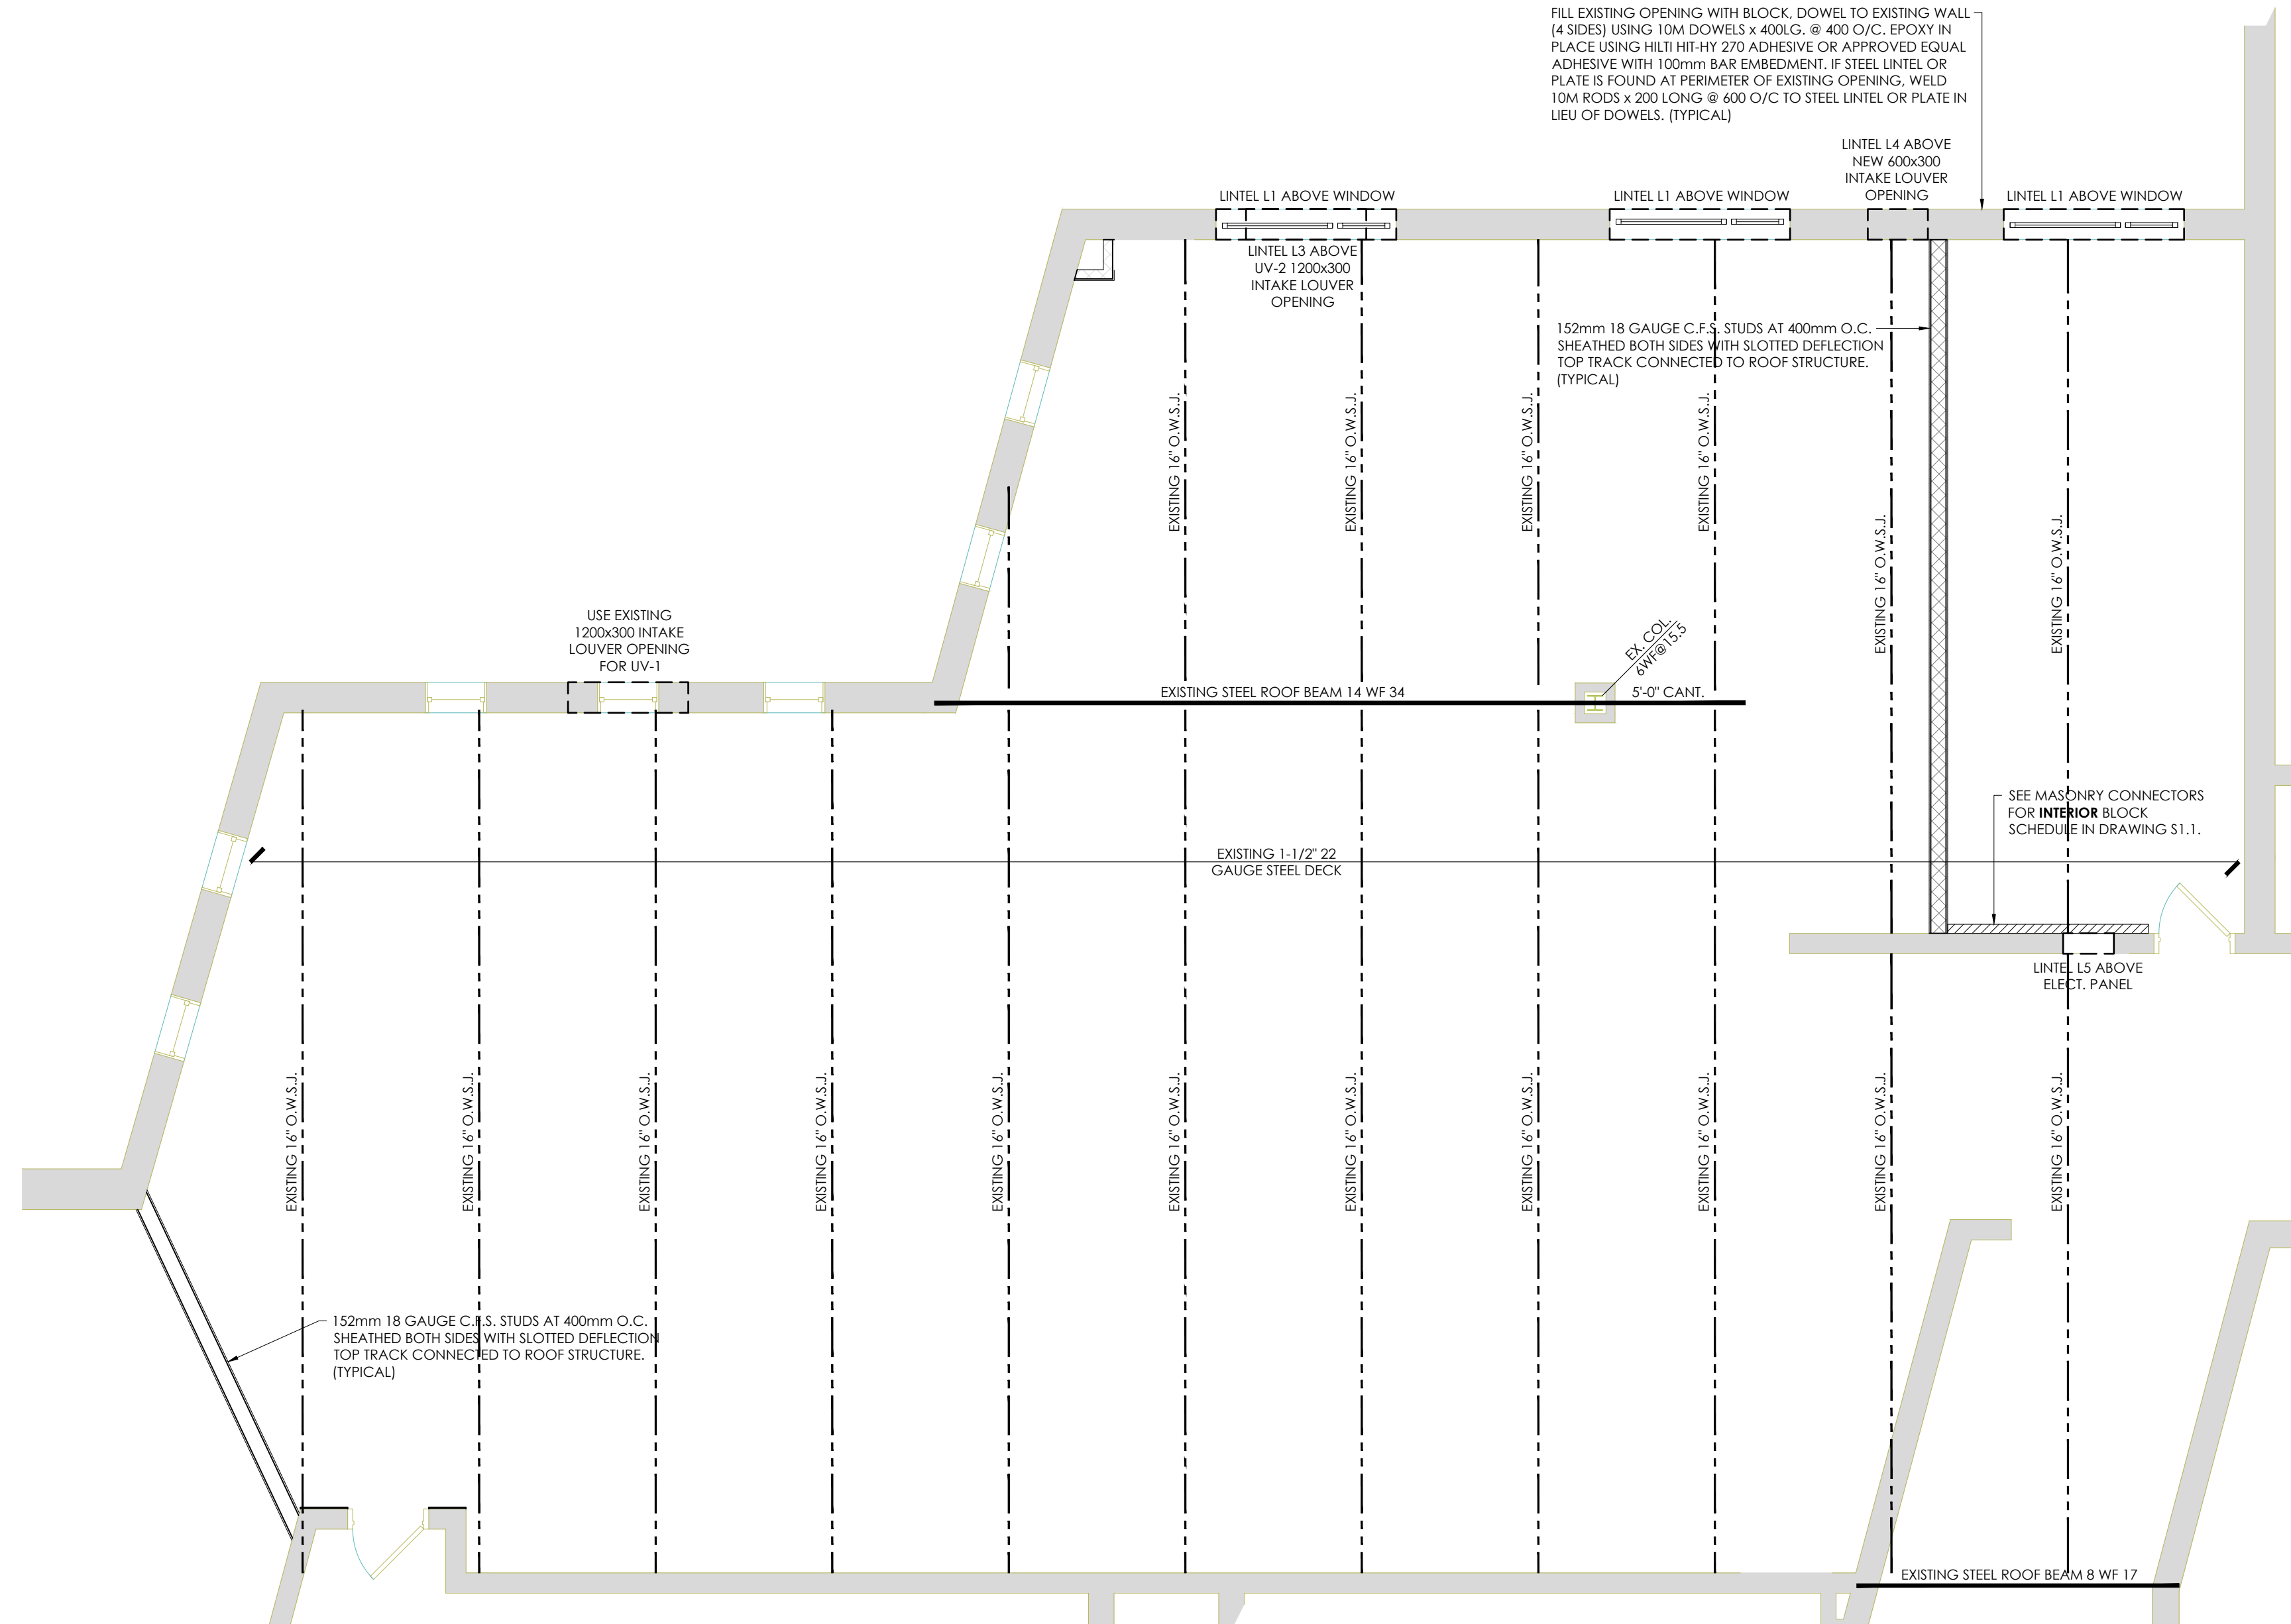 FILL EXISTING OPENING WITH BLOCK, DOWEL TO EXISTING WALL
(4 SIDES) USING 10M DOWELS x 400LG. @ 400 O/C. EPOXY IN
PLACE USING HILTI HIT-HY 270 ADHESIVE OR APPROVED EQUAL
ADHESIVE WITH 100mm BAR EMBEDMENT. IF STEEL LINTEL OR
PLATE IS FOUND AT PERIMETER OF EXISTING OPENING, WELD
10M RODS x 200 LONG @ 600 O/C TO STEEL LINTEL OR PLATE IN
LIEU OF DOWELS. (TYPICAL)
LINTEL L4 ABOVE
NEW 600x300
INTAKE LOUVER
OPENING
LINTEL L1 ABOVE WINDOW
LINTEL L1 ABOVE WINDOW
LINTEL L1 ABOVE WINDOW
LINTEL L3 ABOVE
UV-2 1200x300
INTAKE LOUVER
OPENING
152mm 18 GAUGE C.F.S. STUDS AT 400mm O.C.
SHEATHED BOTH SIDES WITH SLOTTED DEFLECTION
TOP TRACK CONNECTED TO ROOF STRUCTURE.
(TYPICAL)
EXISTING 16" O.W.S.J.
EXISTING 16" O.W.S.J.
EXISTING 16" O.W.S.J.
EXISTING 16" O.W.S.J.
EXISTING 16" O.W.S.J.
EXISTING 16" O.W.S.J.
USE EXISTING
1200x300 INTAKE
LOUVER OPENING
FOR UV-1
EX. COL.
6WF@15.5
EXISTING STEEL ROOF BEAM 14 WF 34
5'-0" CANT.
SEE MASONRY CONNECTORS
FOR INTERIOR BLOCK
SCHEDULE IN DRAWING S1.1.
EXISTING 1-1/2" 22
GAUGE STEEL DECK
LINTEL L5 ABOVE
ELECT. PANEL
EXISTING 16" O.W.S.J.
EXISTING 16" O.W.S.J.
EXISTING 16" O.W.S.J.
EXISTING 16" O.W.S.J.
EXISTING 16" O.W.S.J.
EXISTING 16" O.W.S.J.
EXISTING 16" O.W.S.J.
EXISTING 16" O.W.S.J.
EXISTING 16" O.W.S.J.
EXISTING 16" O.W.S.J.
EXISTING 16" O.W.S.J.
152mm 18 GAUGE C.F.S. STUDS AT 400mm O.C.
SHEATHED BOTH SIDES WITH SLOTTED DEFLECTION
TOP TRACK CONNECTED TO ROOF STRUCTURE.
(TYPICAL)
EXISTING STEEL ROOF BEAM 8 WF 17